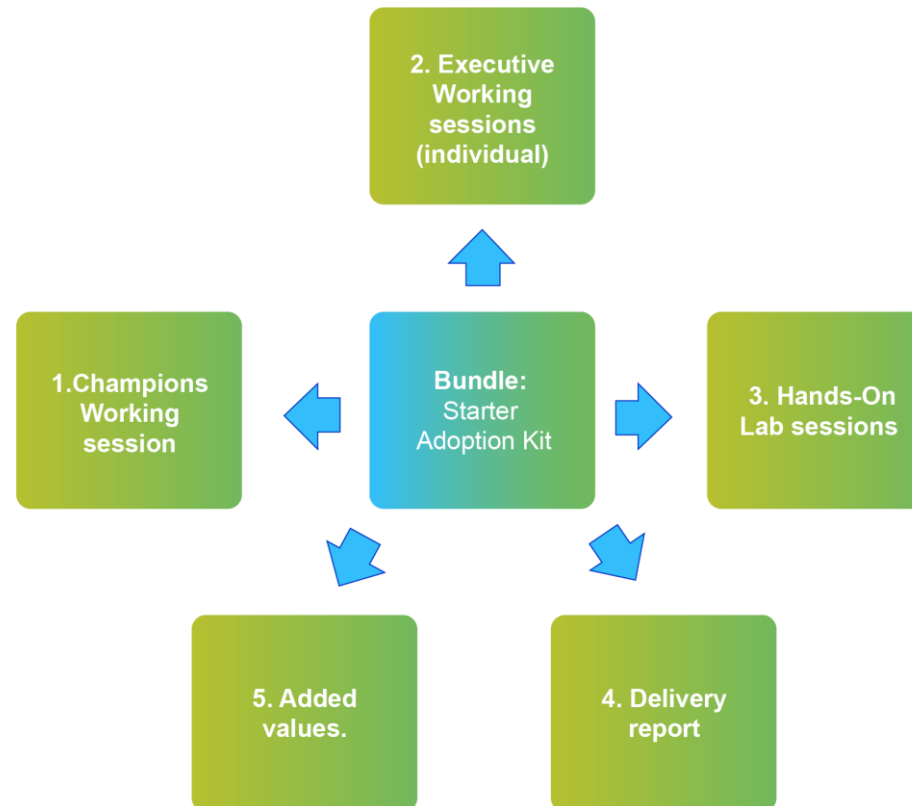 2. Executive
Working
sessions
(individual)
1.Champions
Working
session
Bundle:
Starter
Adoption Kit
3. Hands-On
Lab sessions
5. Added
values.
4. Delivery
report